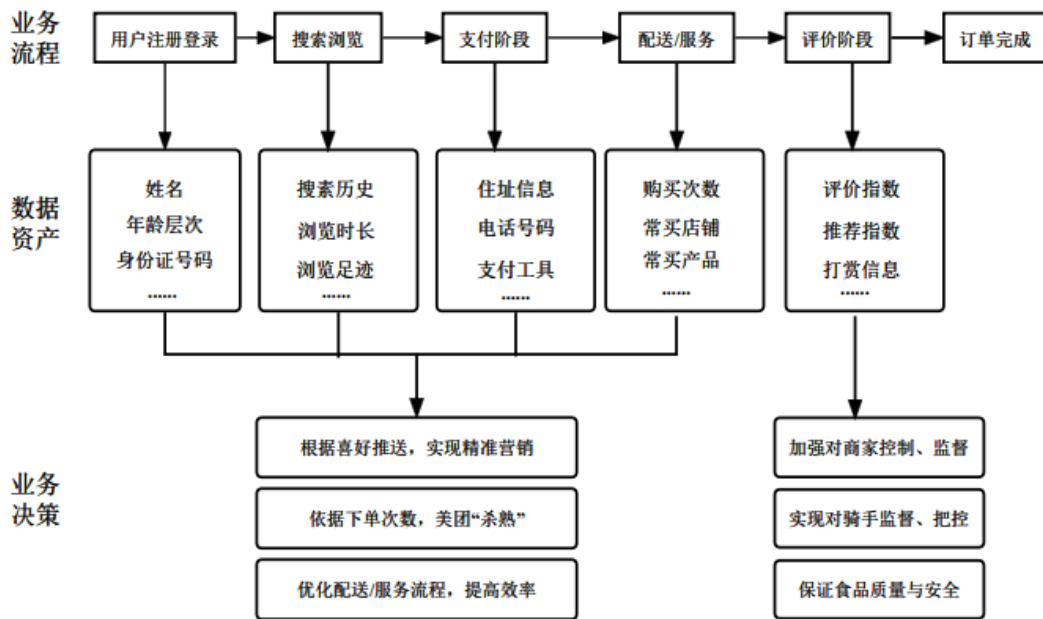 业务
流程
用户注册登录
搜索浏览
支付阶段
配送/服务
评价阶段
订单完成
数据
资产
姓名
年龄层次
身份证号码
......
搜素历史
浏览时长
浏览足迹
......
住址信息
电话号码
支付工具
......
购买次数
常买店铺
常买产品
......
评价指数
推荐指数
打赏信息
......
业务
决策
根据喜好推送，实现精准营销
依据下单次数，美团“杀熟”
优化配送/服务流程，提高效率
加强对商家控制、监督
实现对骑手监督、把控
保证食品质量与安全